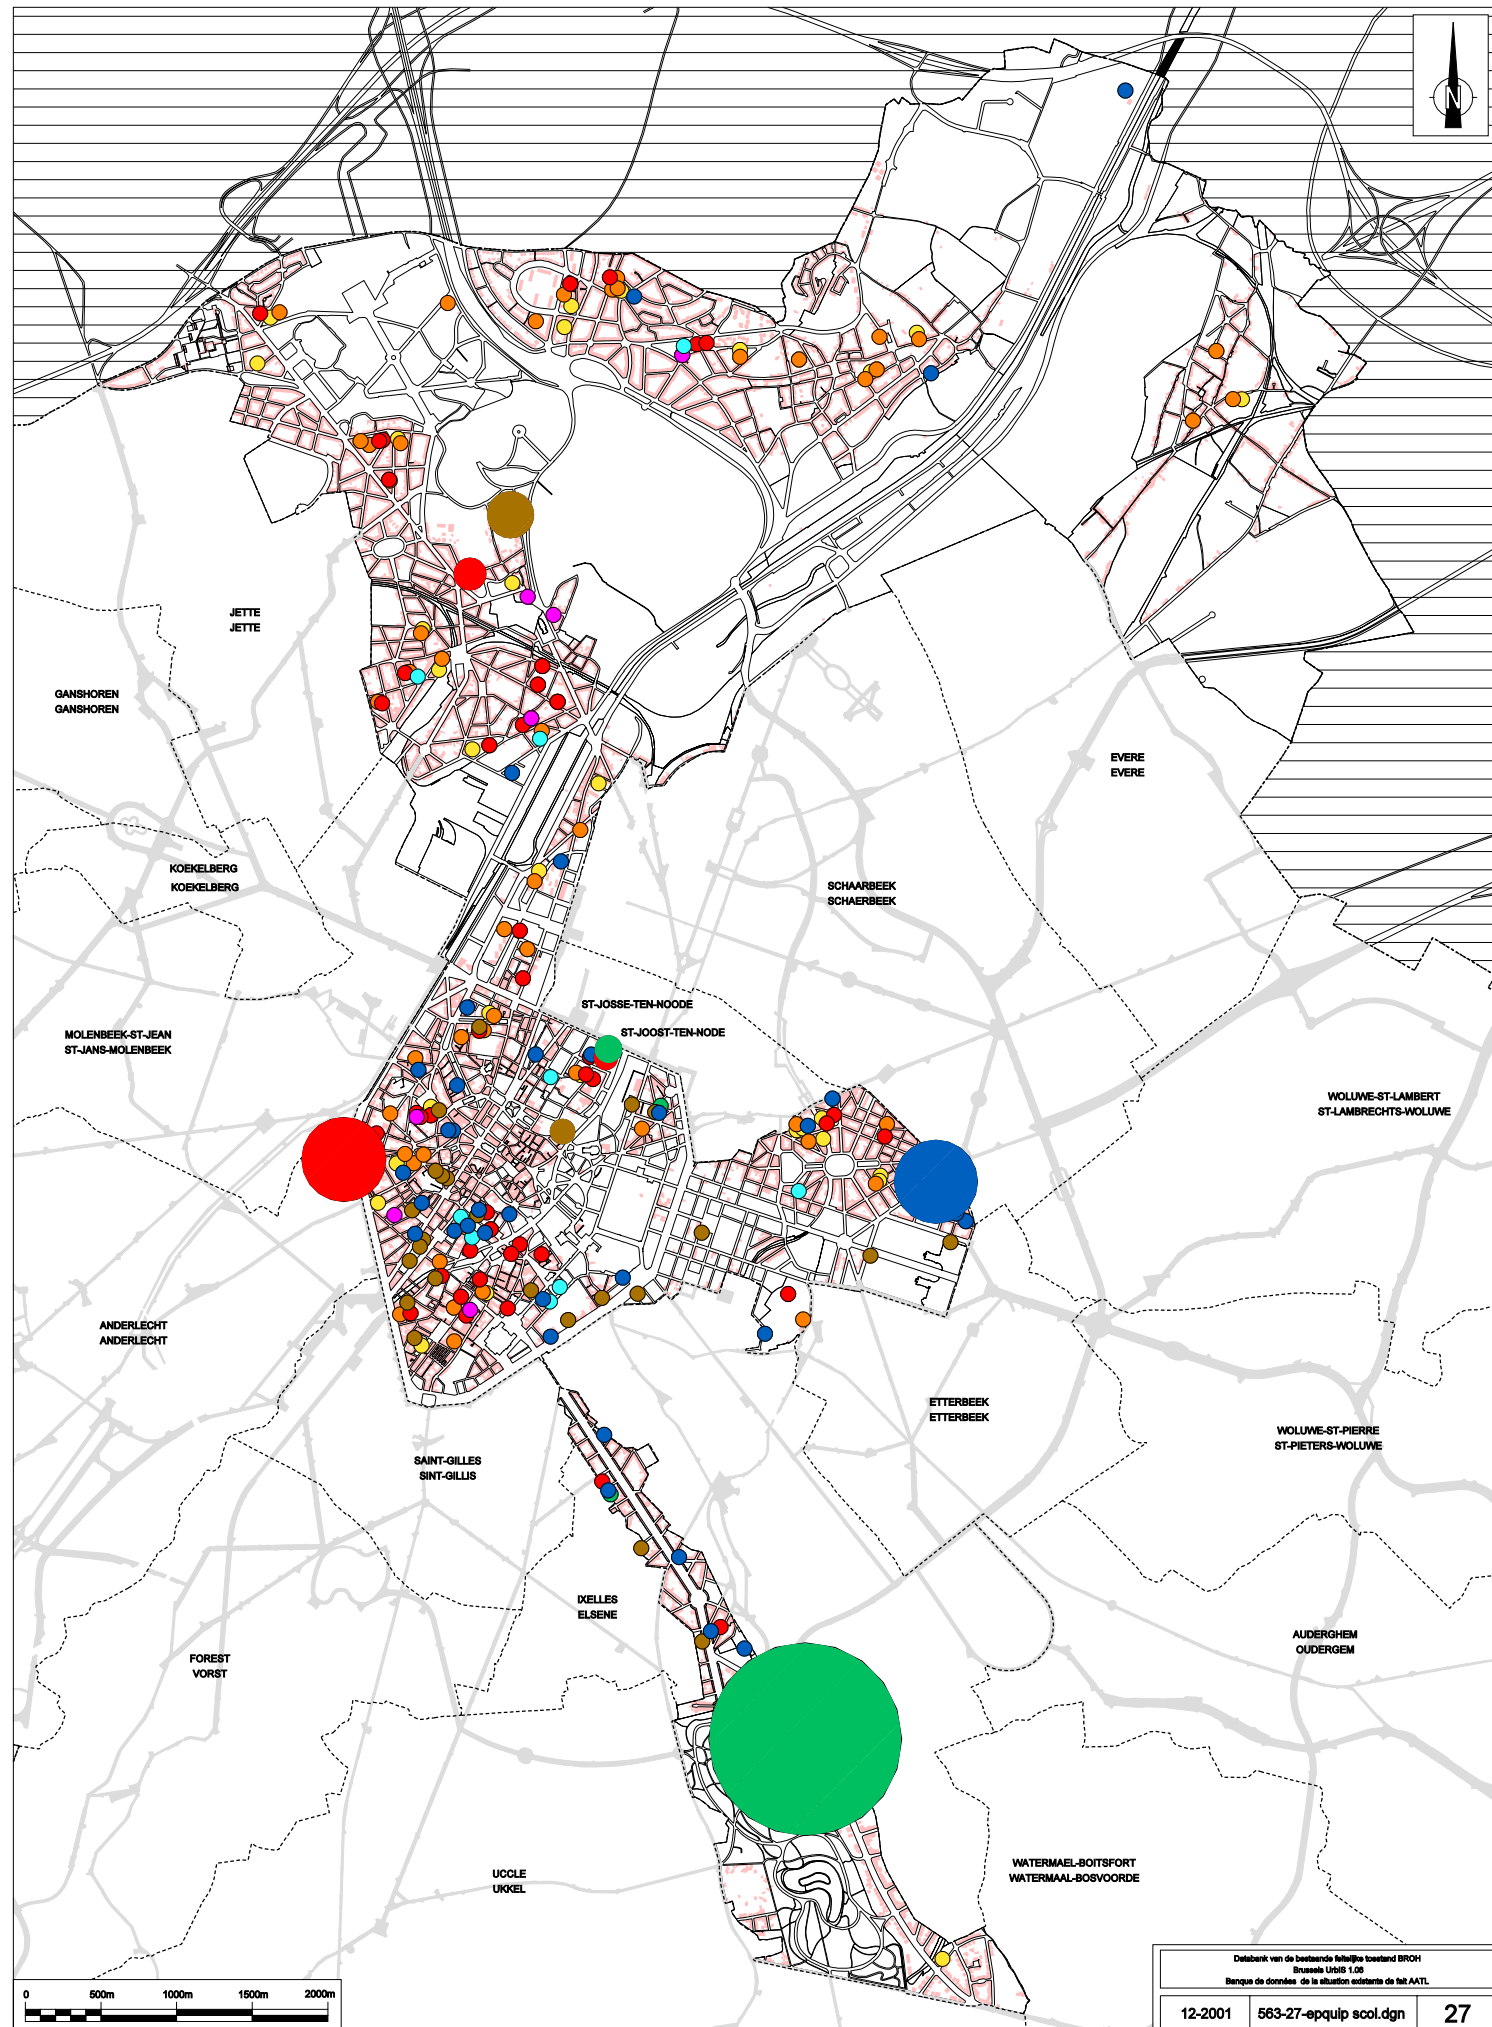 N
JETTE
JETTE
GANSHOREN
GANSHOREN
EVERE
EVERE
KOEKELBERG
KOEKELBERG
SCHAARBEEK
SCHAERBEEK
ST-JOSSE-TEN-NOODE
ST-JOOST-TEN-NODE
MOLENBEEK-ST-JEAN
ST-JANS-MOLENBEEK
WOLUWE-ST-LAMBERT
ST-LAMBRECHTS-WOLUWE
ANDERLECHT
ANDERLECHT
ETTERBEEK
ETTERBEEK
WOLUWE-ST-PIERRE
ST-PIETERS-WOLUWE
SAINT-GILLES
SINT-GILLIS
IXELLES
ELSENE
AUDERGHEM
OUDERGEM
FOREST
VORST
UCCLE
UKKEL
WATERMAEL-BOITSFORT
WATERMAAL-BOSVOORDE
0 500m 1000m 1500m 2000m
Databank van de bestaande feitelijke toestand BROH
Brussels UrbIS 1.06
Banque de données de la situation existante de fait AATL
12-2001 563-27-epquip scol.dgn 27